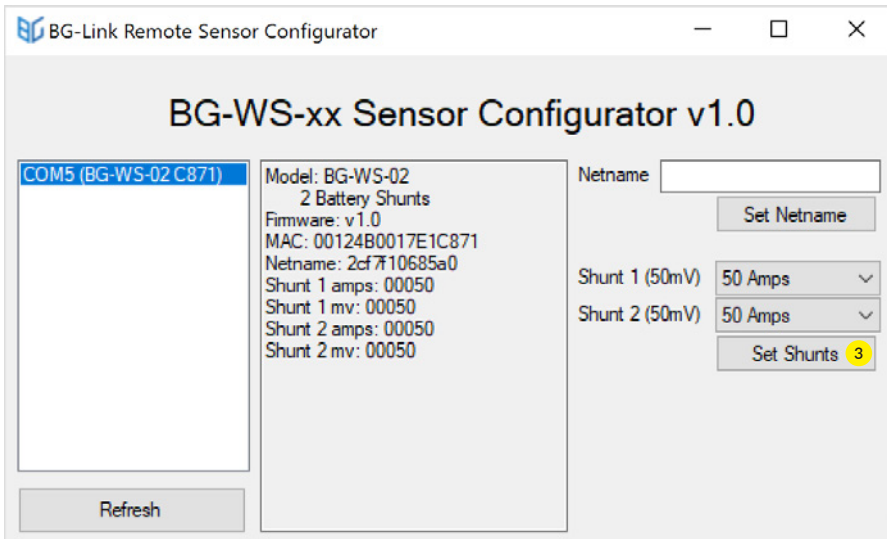 BG-Link Remote Sensor Configurator
BG-WS-xx Sensor Configurator v1.0
COM5 (BG-WS-02 C871)
Refresh
Model: BG-WS-02
2 Battery Shunts
Firmware: v1.0
MAC: 00124B0017E1C871
Netname: 2cf7f10685a0
Shunt 1 amps: 00050
Shunt 1 mv: 00050
Shunt 2 amps: 00050
Shunt 2 mv: 00050
Netname
Set Netname
Shunt 1 (50mV) 50 Amps
Shunt 2 (50mV) 50 Amps
Set Shunts 3